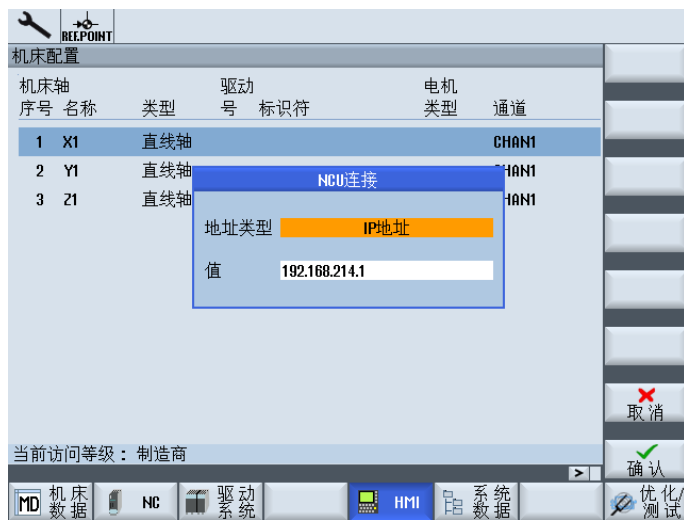 REF.POINT
机床配置
机床轴 驱动 电机
序号 名称 类型 号 标识符 类型 通道
1 X1 直线轴 CHAN1
2 Y1 直线轴 CHAN1
3 Z1 直线轴 CHAN1
NCU连接
地址类型 IP地址
值 192.168.214.1
取消
当前访问等级：制造商
确认
>
MD 机床数据 NC 驱动系统 HMI 系统数据 优化/测试